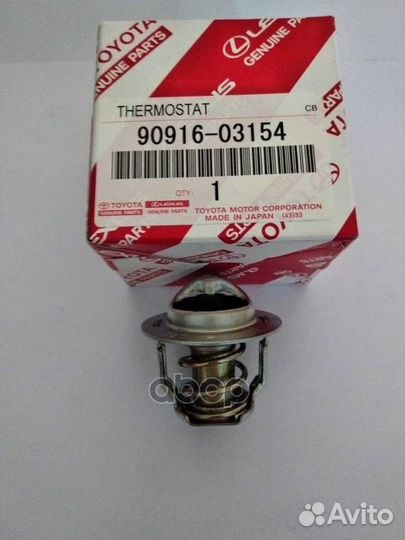 TOYOTA
GENUINE PARTS
LEXUS
GENUINE PARTS
THERMOSTAT
CB
90916-03154
QTY:
1
TOYOTA
GENUINE PARTS
LEXUS
GENUINE PARTS
TOYOTA MOTOR CORPORATION
MADE IN JAPAN (43)33
abcp
Avito